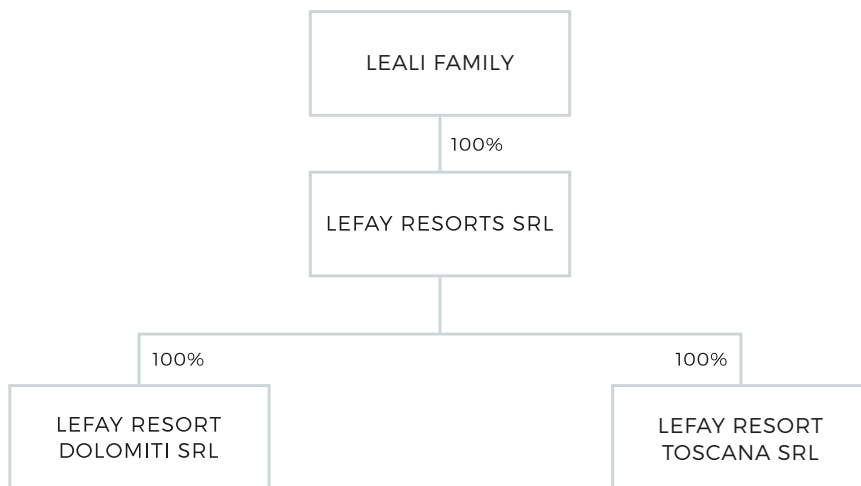 LEALI FAMILY
100%
LEFAY RESORTS SRL
100%
100%
LEFAY RESORT
DOLOMITI SRL
LEFAY RESORT
TOSCANA SRL